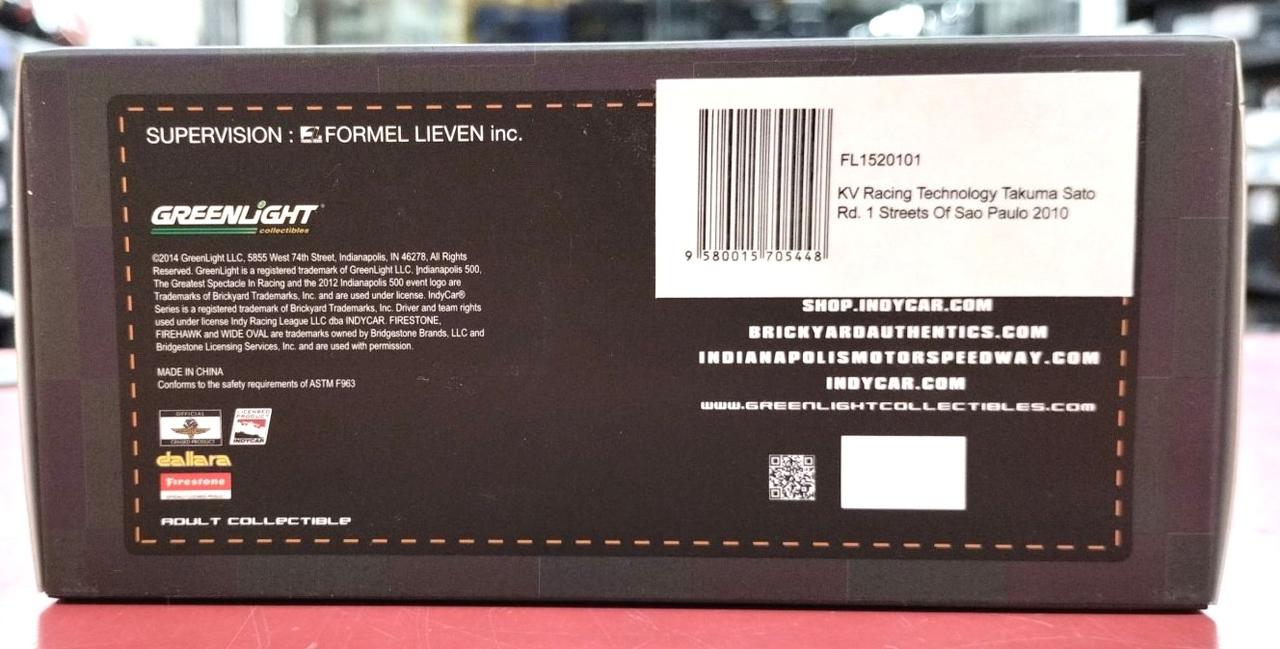 SUPERVISION : FORMEL LIEVEN inc.
GREENLIGHT®
collectibles
©2014 GreenLight LLC, 5855 West 74th Street, Indianapolis, IN 46278, All Rights
Reserved. GreenLight is a registered trademark of GreenLight LLC. Indianapolis 500,
The Greatest Spectacle In Racing and the 2012 Indianapolis 500 event logo are
Trademarks of Brickyard Trademarks, Inc. and are used under license. IndyCar®
Series is a registered trademark of Brickyard Trademarks, Inc. Driver and team rights
used under license Indy Racing League LLC dba INDYCAR. FIRESTONE,
FIREHAWK and WIDE OVAL are trademarks owned by Bridgestone Brands, LLC and
Bridgestone Licensing Services, Inc. and are used with permission.
MADE IN CHINA
Conforms to the safety requirements of ASTM F963
OFFICIAL
LICENSED PRODUCT
LICENSED
PRODUCT
INDYCAR
dallara
Firestone
ADULT COLLECTIBLE
FL1520101
KV Racing Technology Takuma Sato
Rd. 1 Streets Of Sao Paulo 2010
9 580015 705448
SHOP.INDYCAR.COM
BRICKYARDAUTHENTICS.COM
INDIANAPOLISMOTORSPEEDWAY.COM
INDYCAR.COM
WWW.GREENLIGHTCOLLECTIBLES.COM